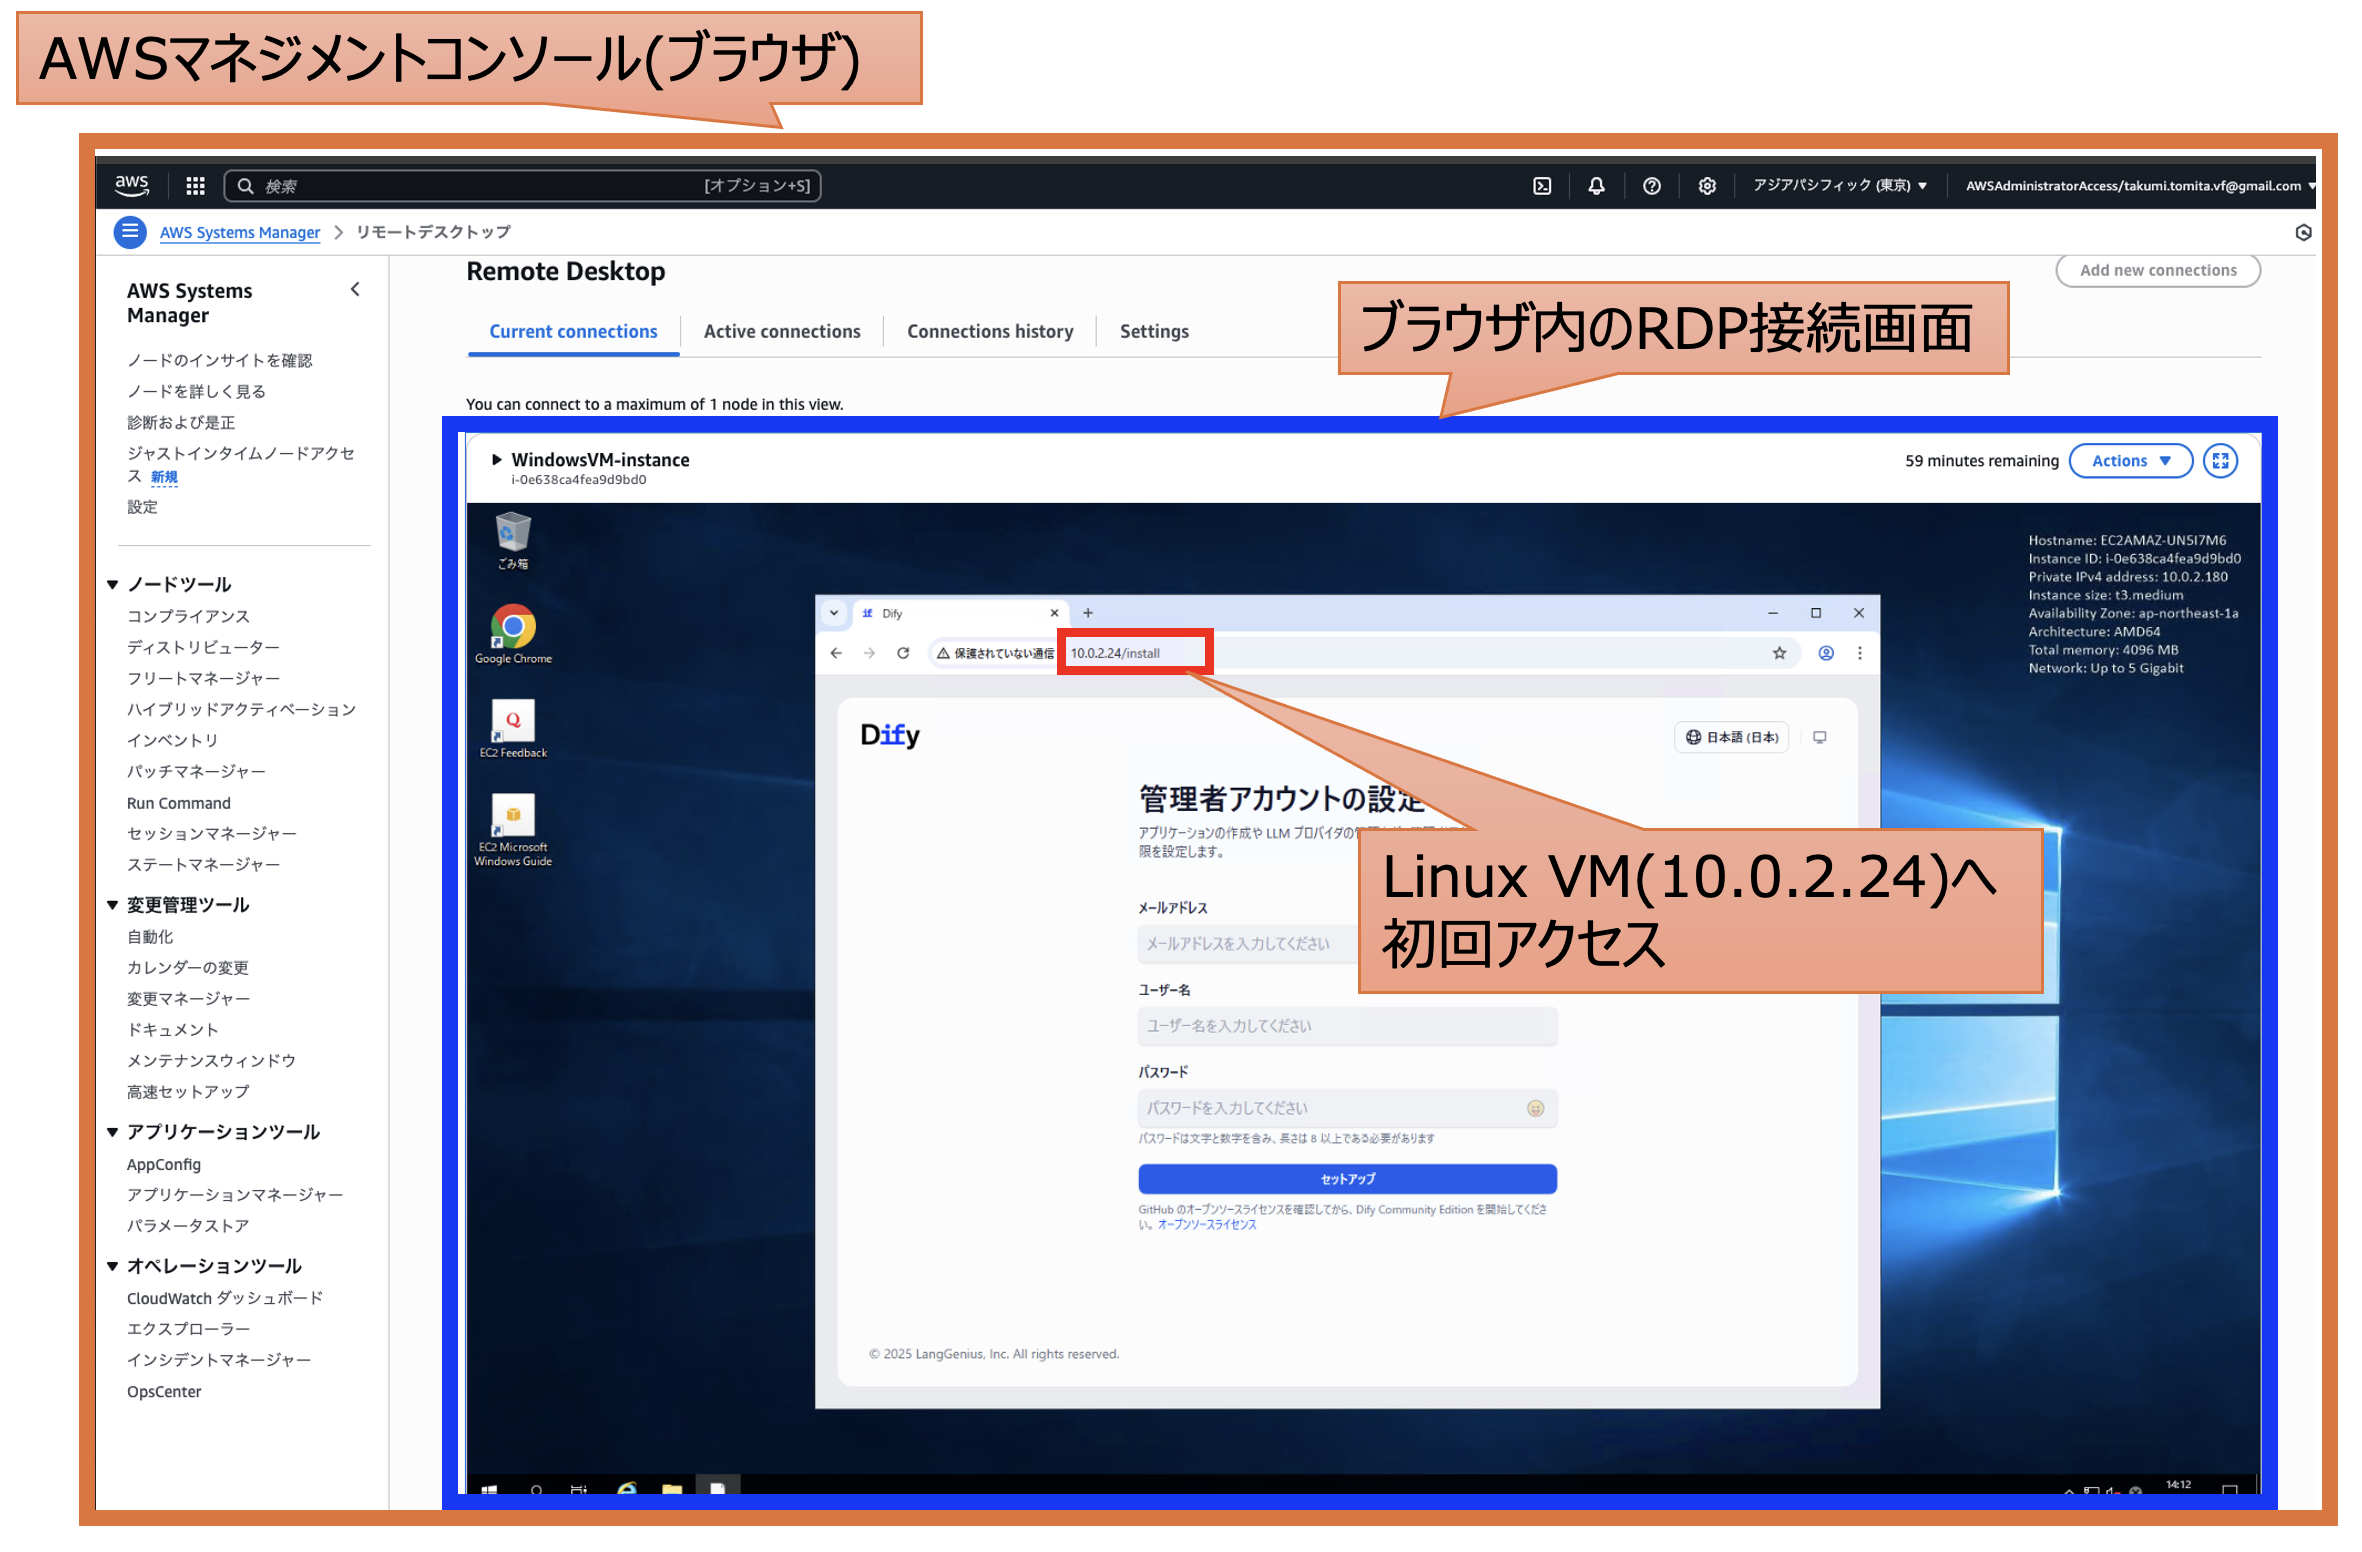 AWSマネジメントコンソール(ブラウザ)
aws
検索
[オプション+S]
アジアパシフィック (東京) ▼
AWSAdministratorAccess/takumi.tomita.vf@gmail.com ▼
AWS Systems Manager > リモートデスクトップ
AWS Systems
Manager
ノードのインサイトを確認
ノードを詳しく見る
診断および是正
ジャストインタイムノードアクセ
ス 新規
設定
▼ ノードツール
コンプライアンス
ディストリビューター
フリートマネージャー
ハイブリッドアクティベーション
インベントリ
パッチマネージャー
Run Command
セッションマネージャー
ステートマネージャー
▼ 変更管理ツール
自動化
カレンダーの変更
変更マネージャー
ドキュメント
メンテナンスウィンドウ
高速セットアップ
▼ アプリケーションツール
AppConfig
アプリケーションマネージャー
パラメータストア
▼ オペレーションツール
CloudWatch ダッシュボード
エクスプローラー
インシデントマネージャー
OpsCenter
Remote Desktop
Add new connections
Current connections
Active connections
Connections history
Settings
ブラウザ内のRDP接続画面
You can connect to a maximum of 1 node in this view.
WindowsVM-instance
i-0e638ca4fea9d9bd0
59 minutes remaining
Actions ▼
ごみ箱
Google Chrome
EC2 Feedback
EC2 Microsoft
Windows Guide
Hostname: EC2AMAZ-UN5I7M6
Instance ID: i-0e638ca4fea9d9bd0
Private IPv4 address: 10.0.2.180
Instance size: t3.medium
Availability Zone: ap-northeast-1a
Architecture: AMD64
Total memory: 4096 MB
Network: Up to 5 Gigabit
Dify
保護されていない通信
10.0.2.24/install
Dify
日本語 (日本)
管理者アカウントの設定
アプリケーションの作成や LLM プロバイダの
限を設定します。
Linux VM(10.0.2.24)へ
初回アクセス
メールアドレス
メールアドレスを入力してください
ユーザー名
ユーザー名を入力してください
パスワード
パスワードを入力してください
パスワードは文字と数字を含み、長さは 8 以上である必要があります
セットアップ
GitHub のオープンソースライセンスを確認してから、Dify Community Edition を開始してくださ
い。オープンソースライセンス
© 2025 LangGenius, Inc. All rights reserved.
14:12